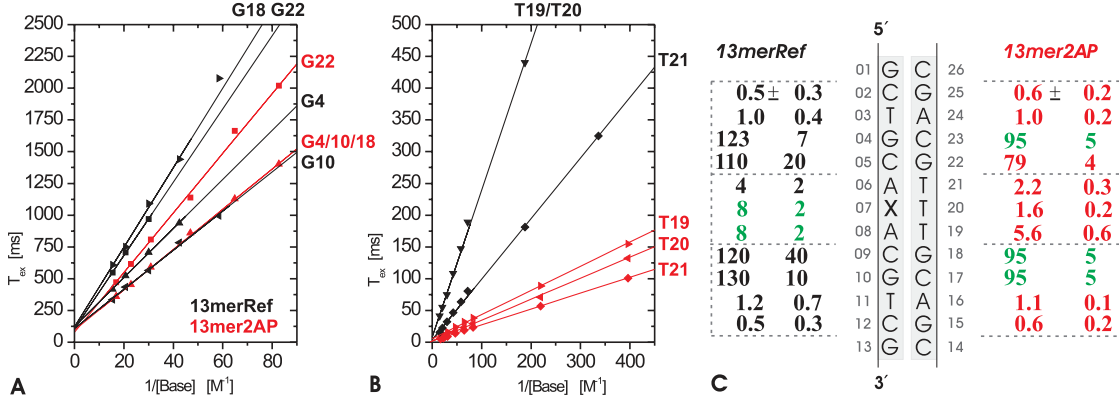 G18 G22
2500
2250
2000
1750
1500
1250
1000
750
500
250
0
T_ex [ms]
0 20 40 60 80
1/[Base] [M⁻¹]
G22
G4
G4/10/18
G10
13merRef
13mer2AP
A
T19/T20
500
400
300
200
100
0
T_ex [ms]
0 100 200 300 400
1/[Base] [M⁻¹]
T21
T19
T20
T21
B
5´
13merRef 13mer2AP
01 G C 26
0.5 ± 0.3 02 C G 25 0.6 ± 0.2
1.0 0.4 03 T A 24 1.0 0.2
123 7 04 G C 23 95 5
110 20 05 C G 22 79 4
4 2 06 A T 21 2.2 0.3
8 2 07 X T 20 1.6 0.2
8 2 08 A T 19 5.6 0.6
120 40 09 C G 18 95 5
130 10 10 G C 17 95 5
1.2 0.7 11 T A 16 1.1 0.1
0.5 0.3 12 C G 15 0.6 0.2
13 G C 14
3´
C